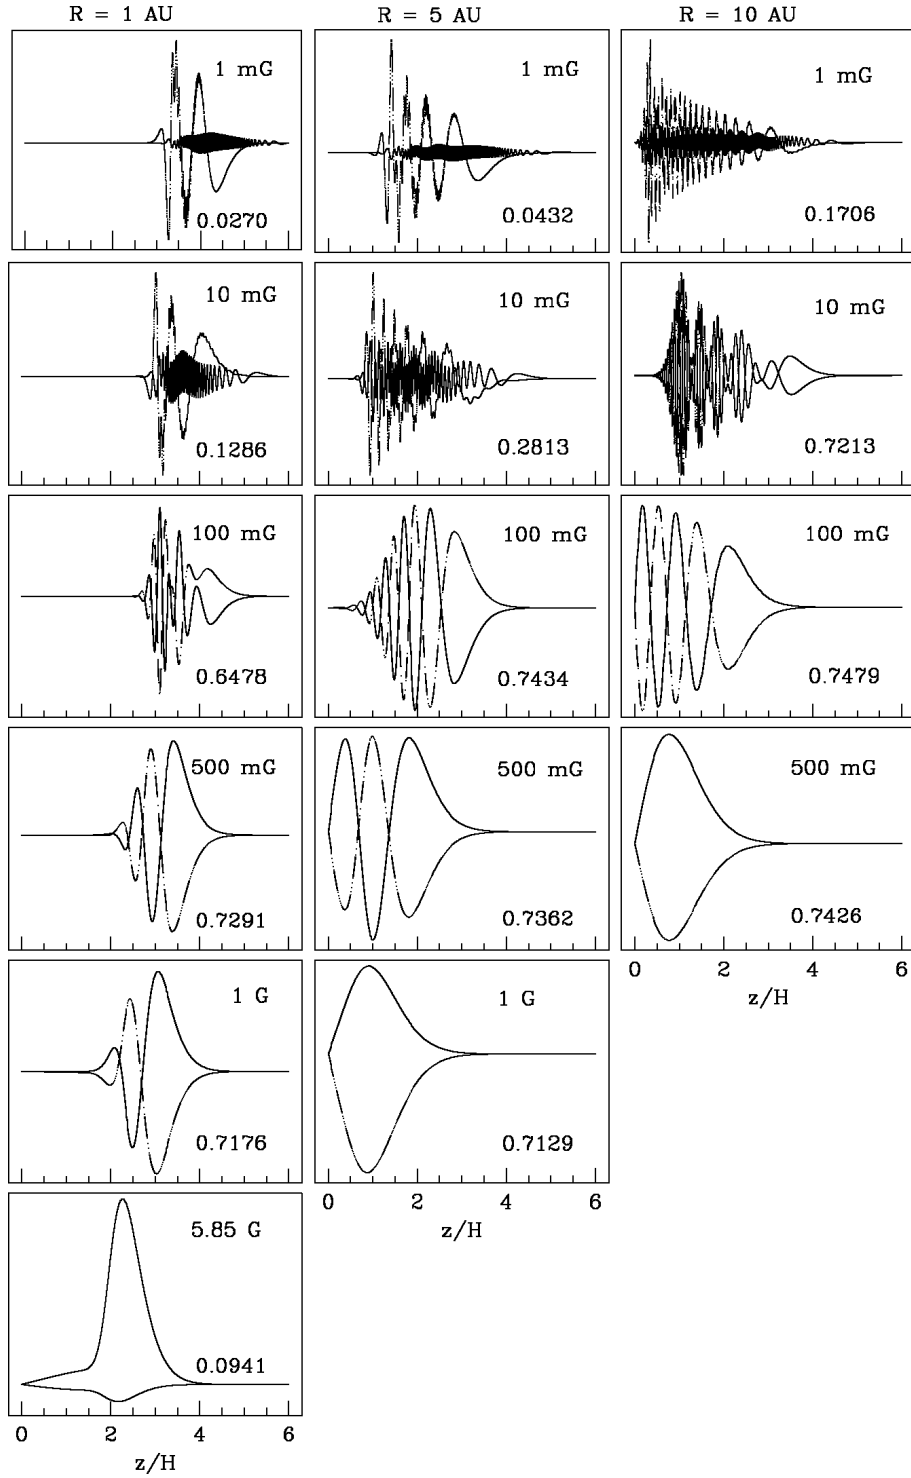 R = 1 AU
R = 5 AU
R = 10 AU
1 mG
0.0270
1 mG
0.0432
1 mG
0.1706
10 mG
0.1286
10 mG
0.2813
10 mG
0.7213
100 mG
0.6478
100 mG
0.7434
100 mG
0.7479
500 mG
0.7291
500 mG
0.7362
500 mG
0.7426
0 2 4 6
z/H
1 G
0.7176
1 G
0.7129
0 2 4 6
z/H
5.85 G
0.0941
0 2 4 6
z/H